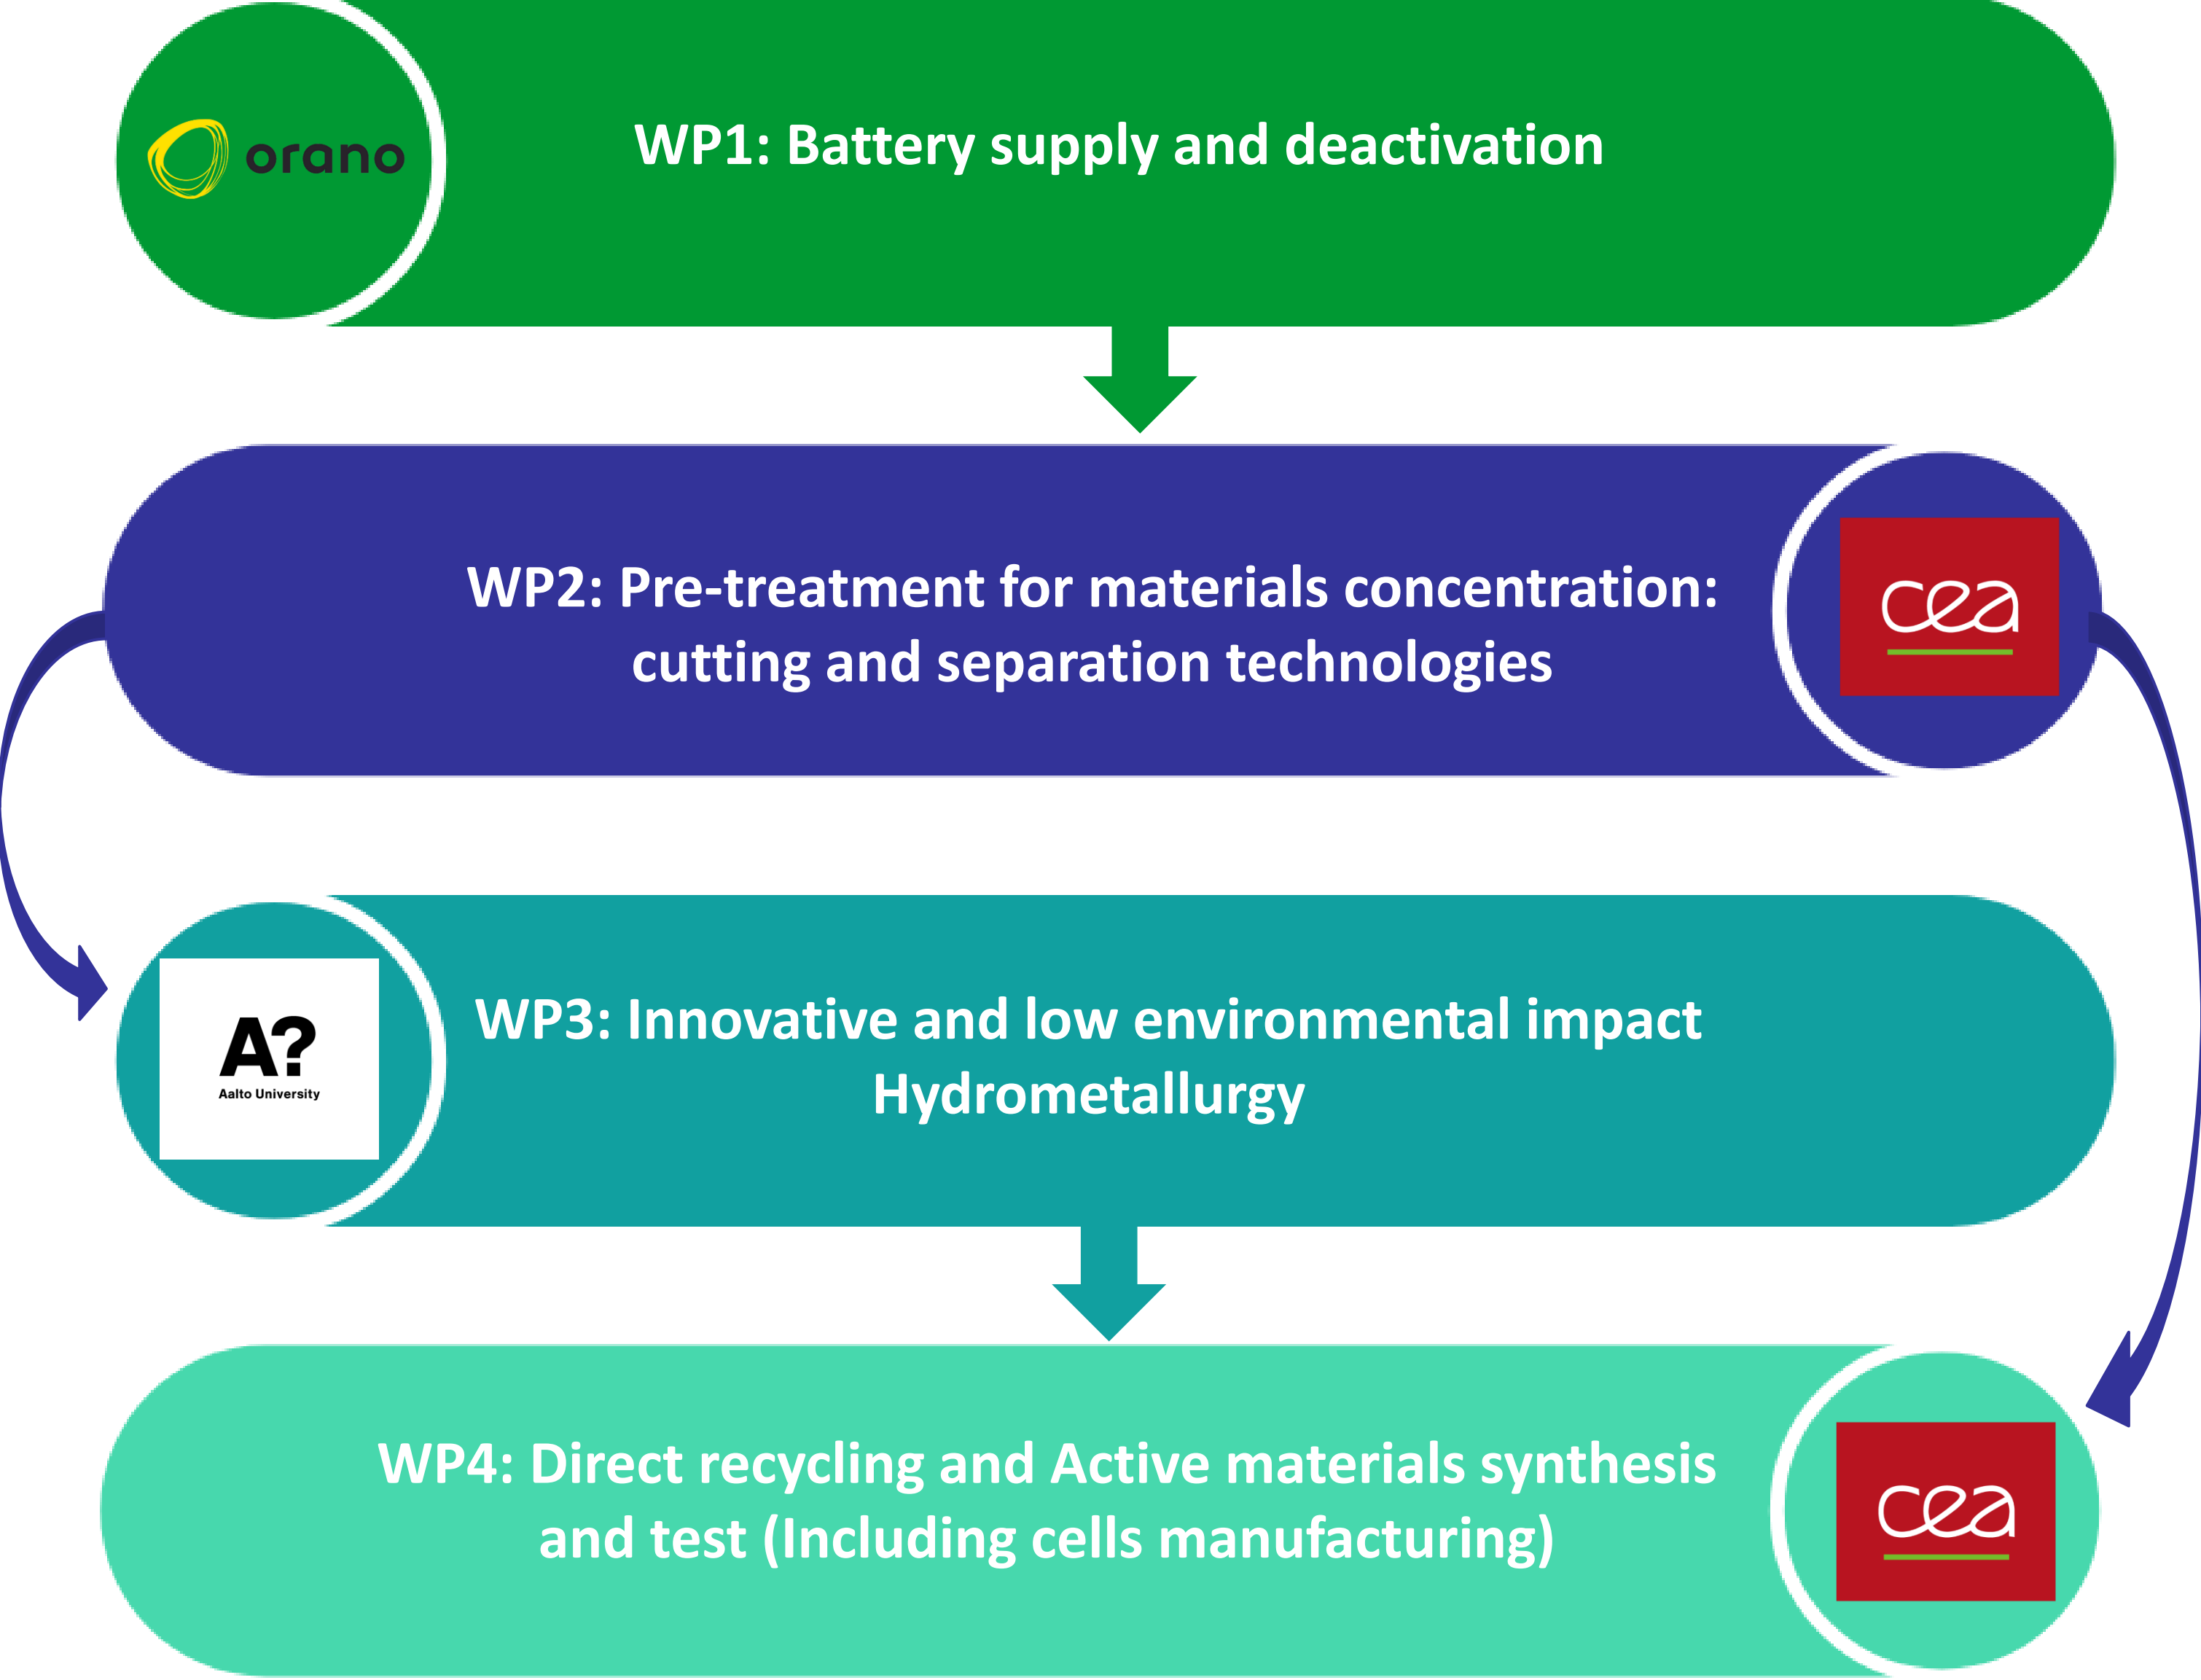 orano
WP1: Battery supply and deactivation
WP2: Pre-treatment for materials concentration:
cutting and separation technologies
cea
A?
Aalto University
WP3: Innovative and low environmental impact
Hydrometallurgy
WP4: Direct recycling and Active materials synthesis
and test (Including cells manufacturing)
cea